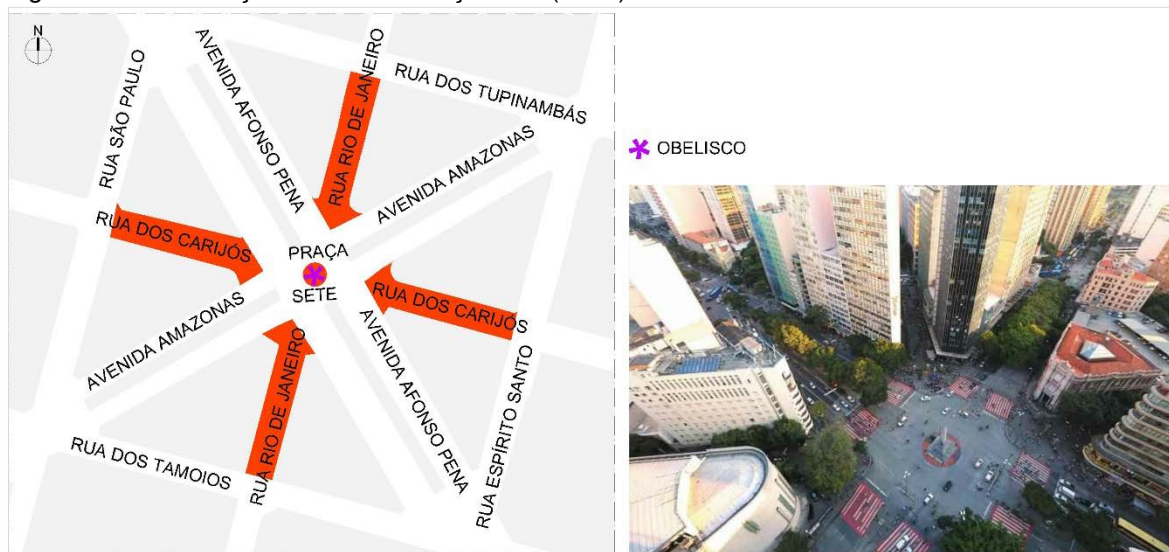 N
AVENIDA AFONSO PENA
RUA RIO DE JANEIRO
RUA DOS TUPINAMBÁS
RUA SÃO PAULO
AVENIDA AMAZONAS
OBELISCO
RUA DOS CARIJÓS
PRAÇA
SETE
RUA DOS CARIJÓS
AVENIDA AMAZONAS
RUA RIO DE JANEIRO
AVENIDA AFONSO PENA
RUA ESPÍRITO SANTO
RUA DOS TAMOIOS